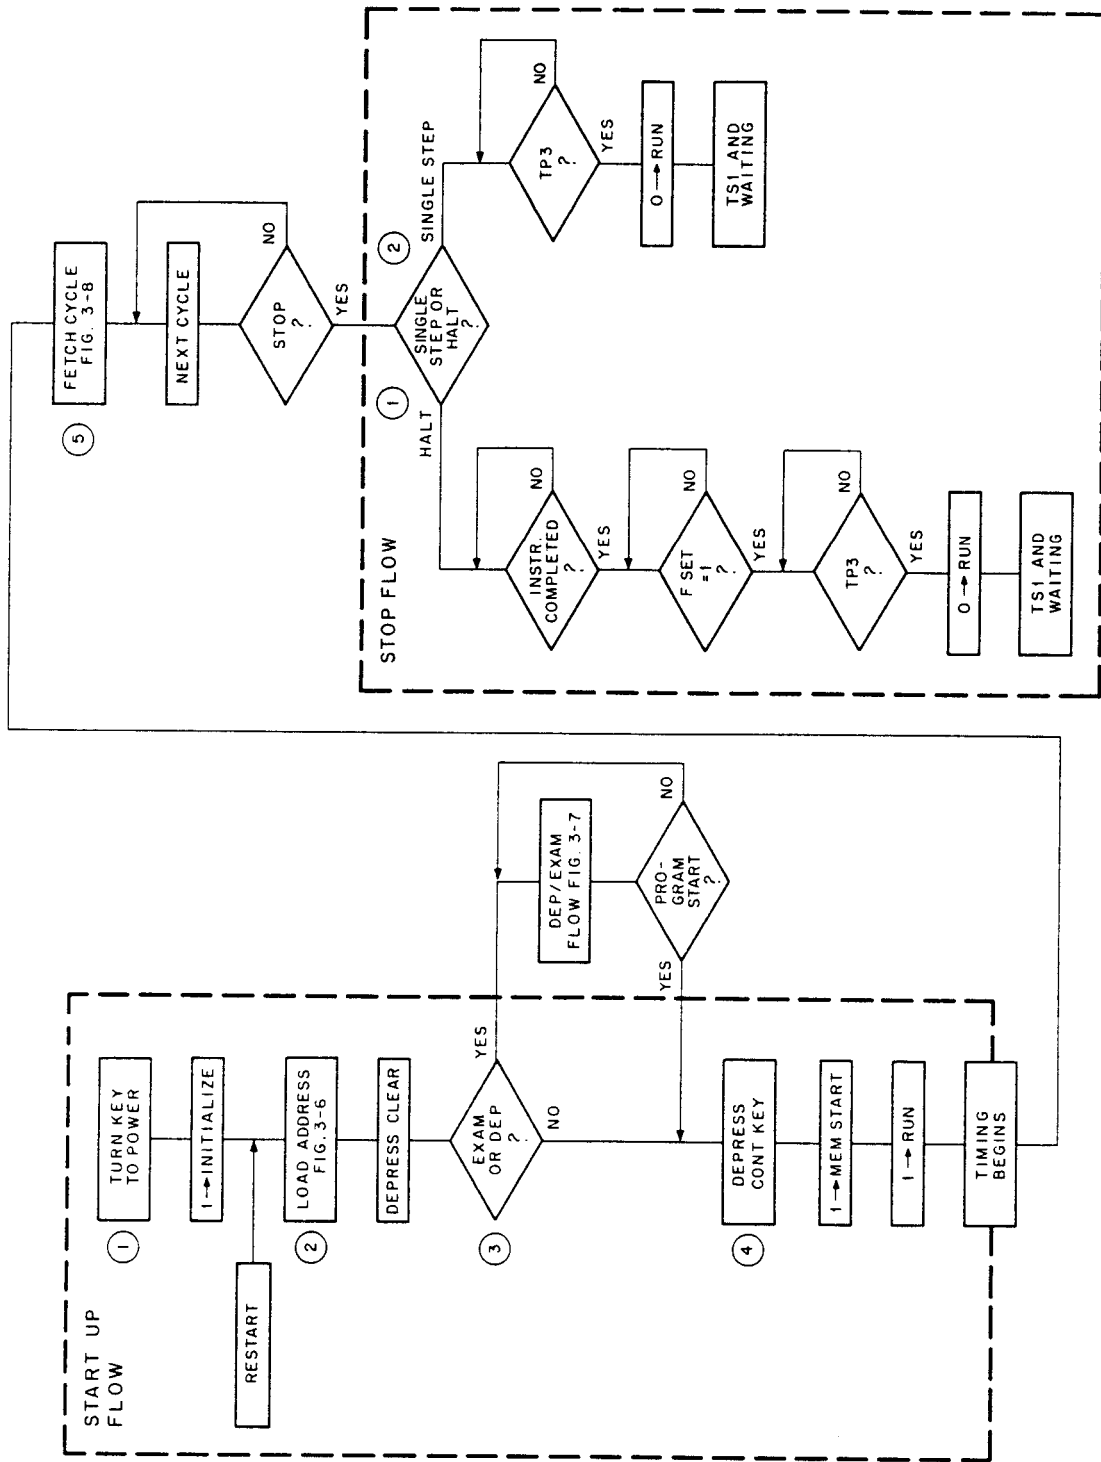 START UP
FLOW
1
TURN KEY
TO POWER
1→INITIALIZE
RESTART
2
LOAD ADDRESS
FIG. 3-6
DEPRESS CLEAR
3
EXAM
OR DEP
?
YES
NO
DEP/EXAM
FLOW FIG. 3-7
PRO-
GRAM
START
?
NO
YES
4
DEPRESS
CONT KEY
1→MEM START
1→RUN
TIMING
BEGINS
5
FETCH CYCLE
FIG. 3-8
NEXT CYCLE
STOP
?
NO
YES
STOP FLOW
1
2
SINGLE
STEP OR
HALT
?
HALT
SINGLE STEP
INSTR.
COMPLETED
?
NO
YES
F SET
=1
?
NO
YES
TP3
?
NO
YES
0→RUN
TS1 AND
WAITING
TP3
?
NO
YES
0→RUN
TS1 AND
WAITING